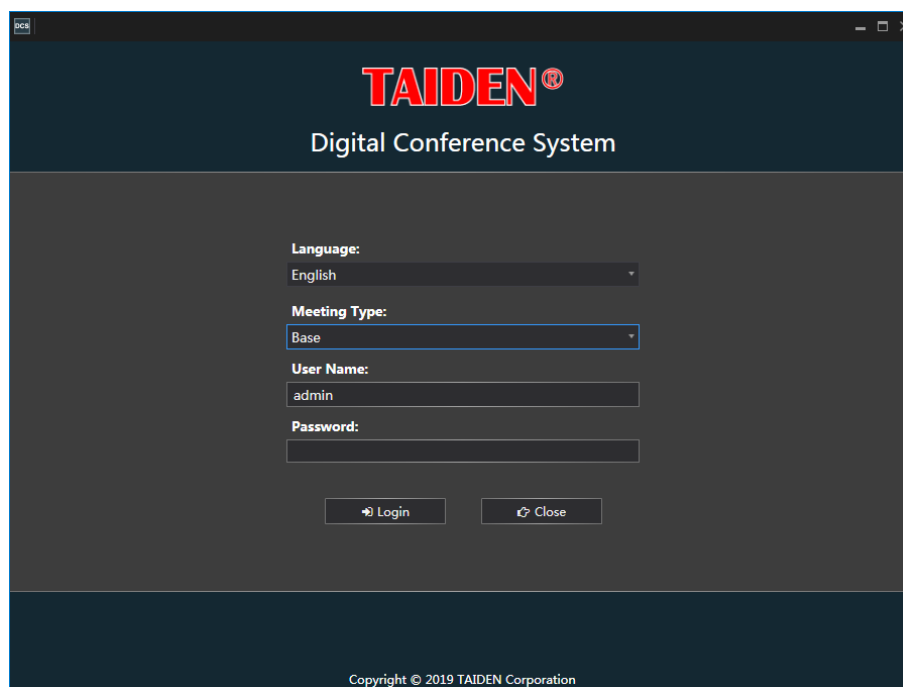 DCS
TAIDEN®
Digital Conference System
Language:
English
Meeting Type:
Base
User Name:
admin
Password:
Login
Close
Copyright © 2019 TAIDEN Corporation